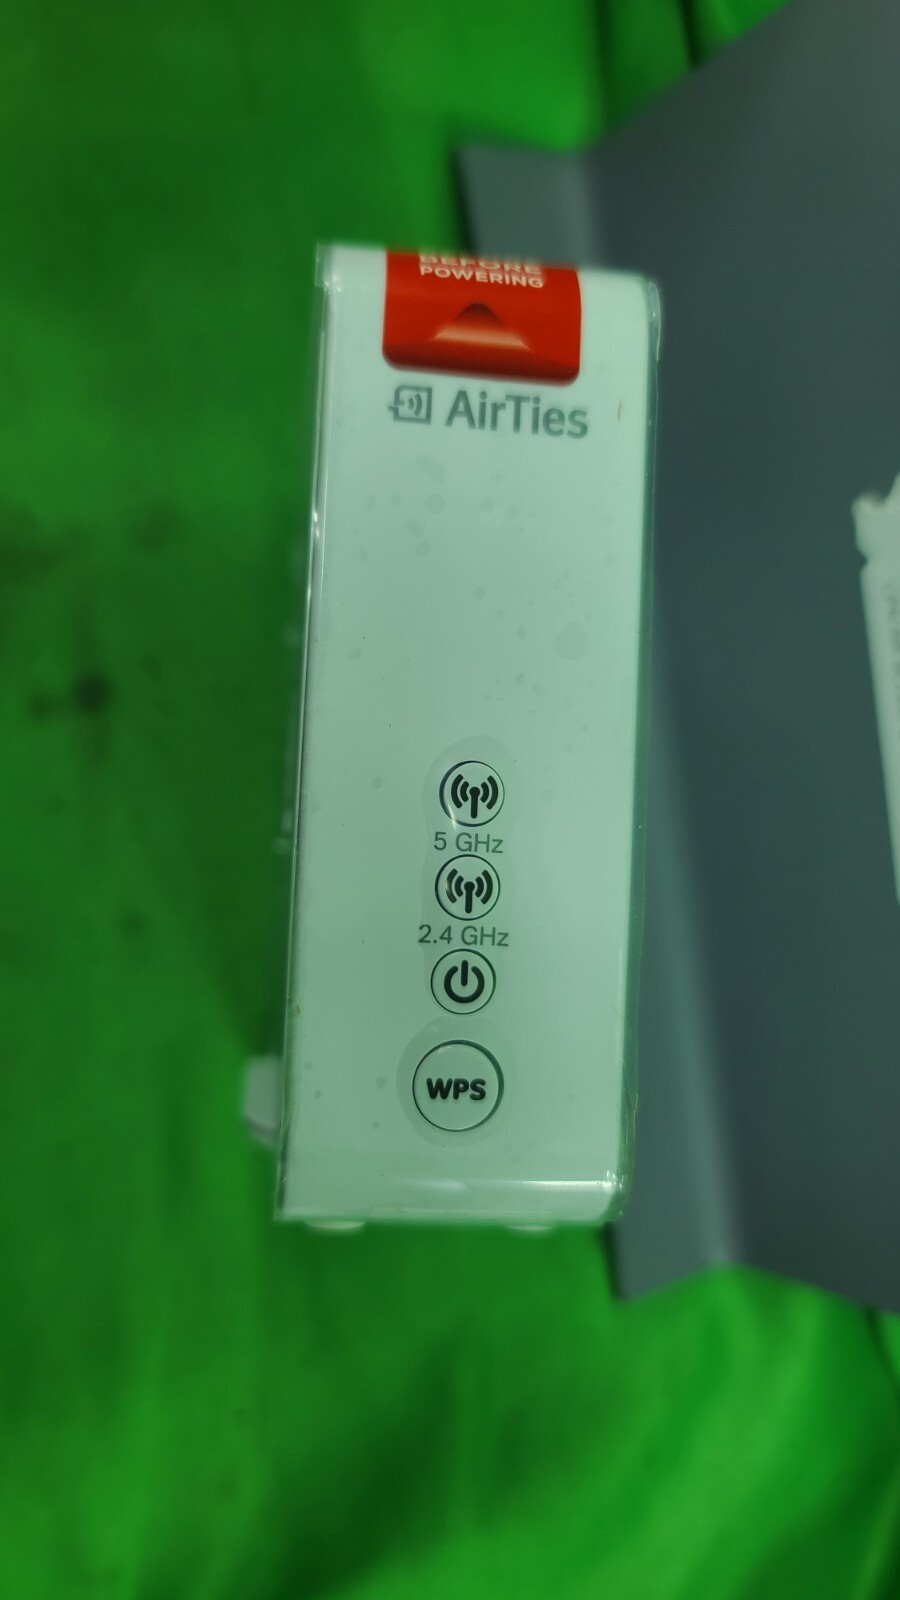 BEFORE
POWERING
AirTies
5 GHz
2.4 GHz
WPS